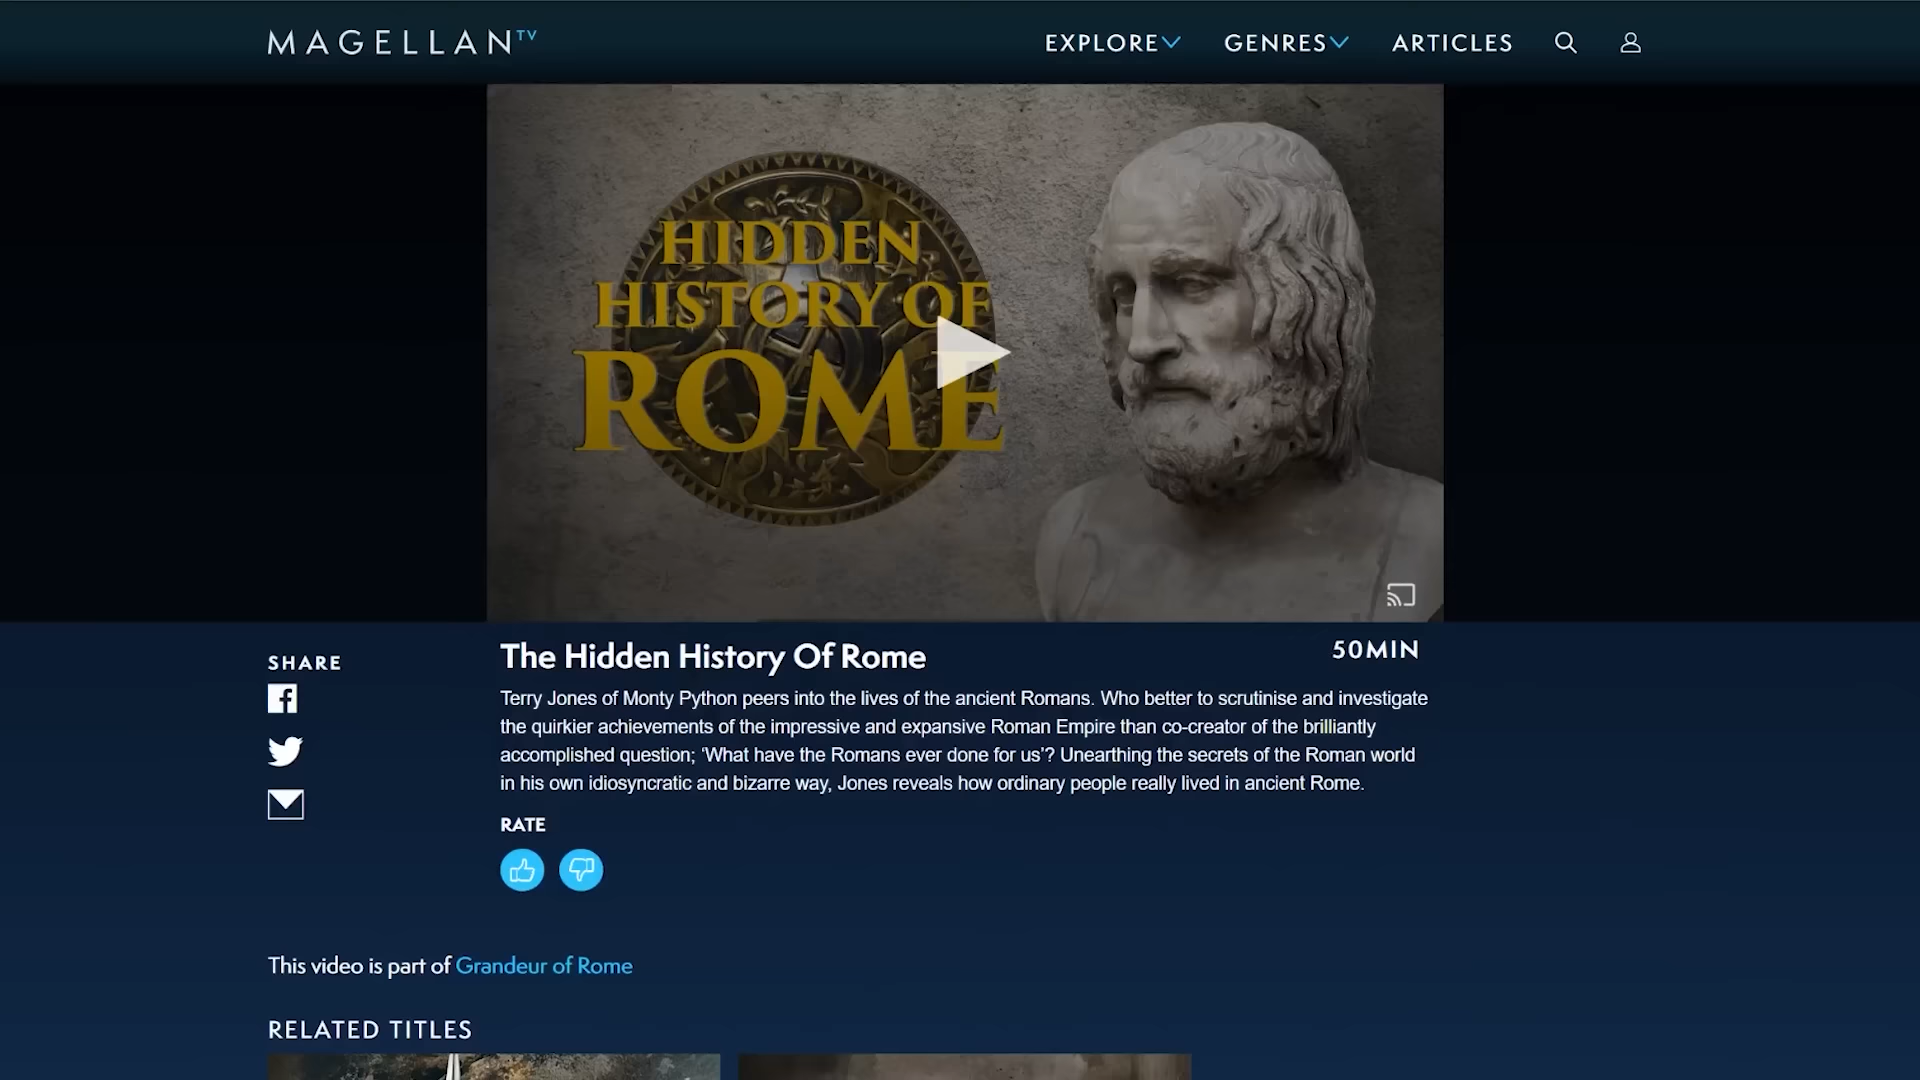 MAGELLANTV
EXPLORE
GENRES
ARTICLES
HIDDEN
HISTORY OF
ROME
SHARE
The Hidden History Of Rome
50MIN
Terry Jones of Monty Python peers into the lives of the ancient Romans. Who better to scrutinise and investigate
the quirkier achievements of the impressive and expansive Roman Empire than co-creator of the brilliantly
accomplished question; ‘What have the Romans ever done for us’? Unearthing the secrets of the Roman world
in his own idiosyncratic and bizarre way, Jones reveals how ordinary people really lived in ancient Rome.
RATE
This video is part of Grandeur of Rome
RELATED TITLES